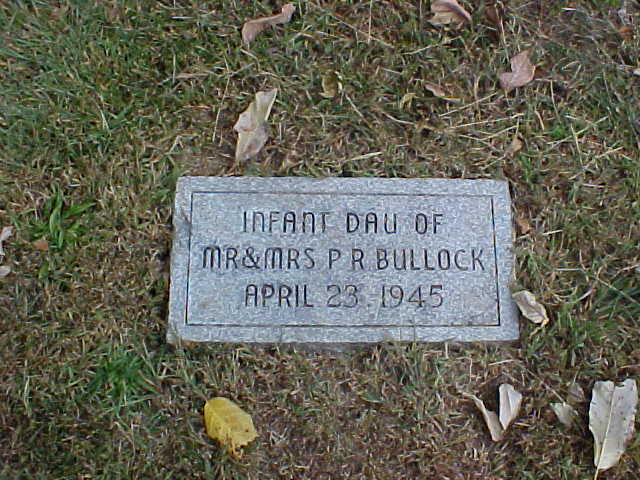 INFANT DAU OF
MR&MRS P R BULLOCK
APRIL 23 1945